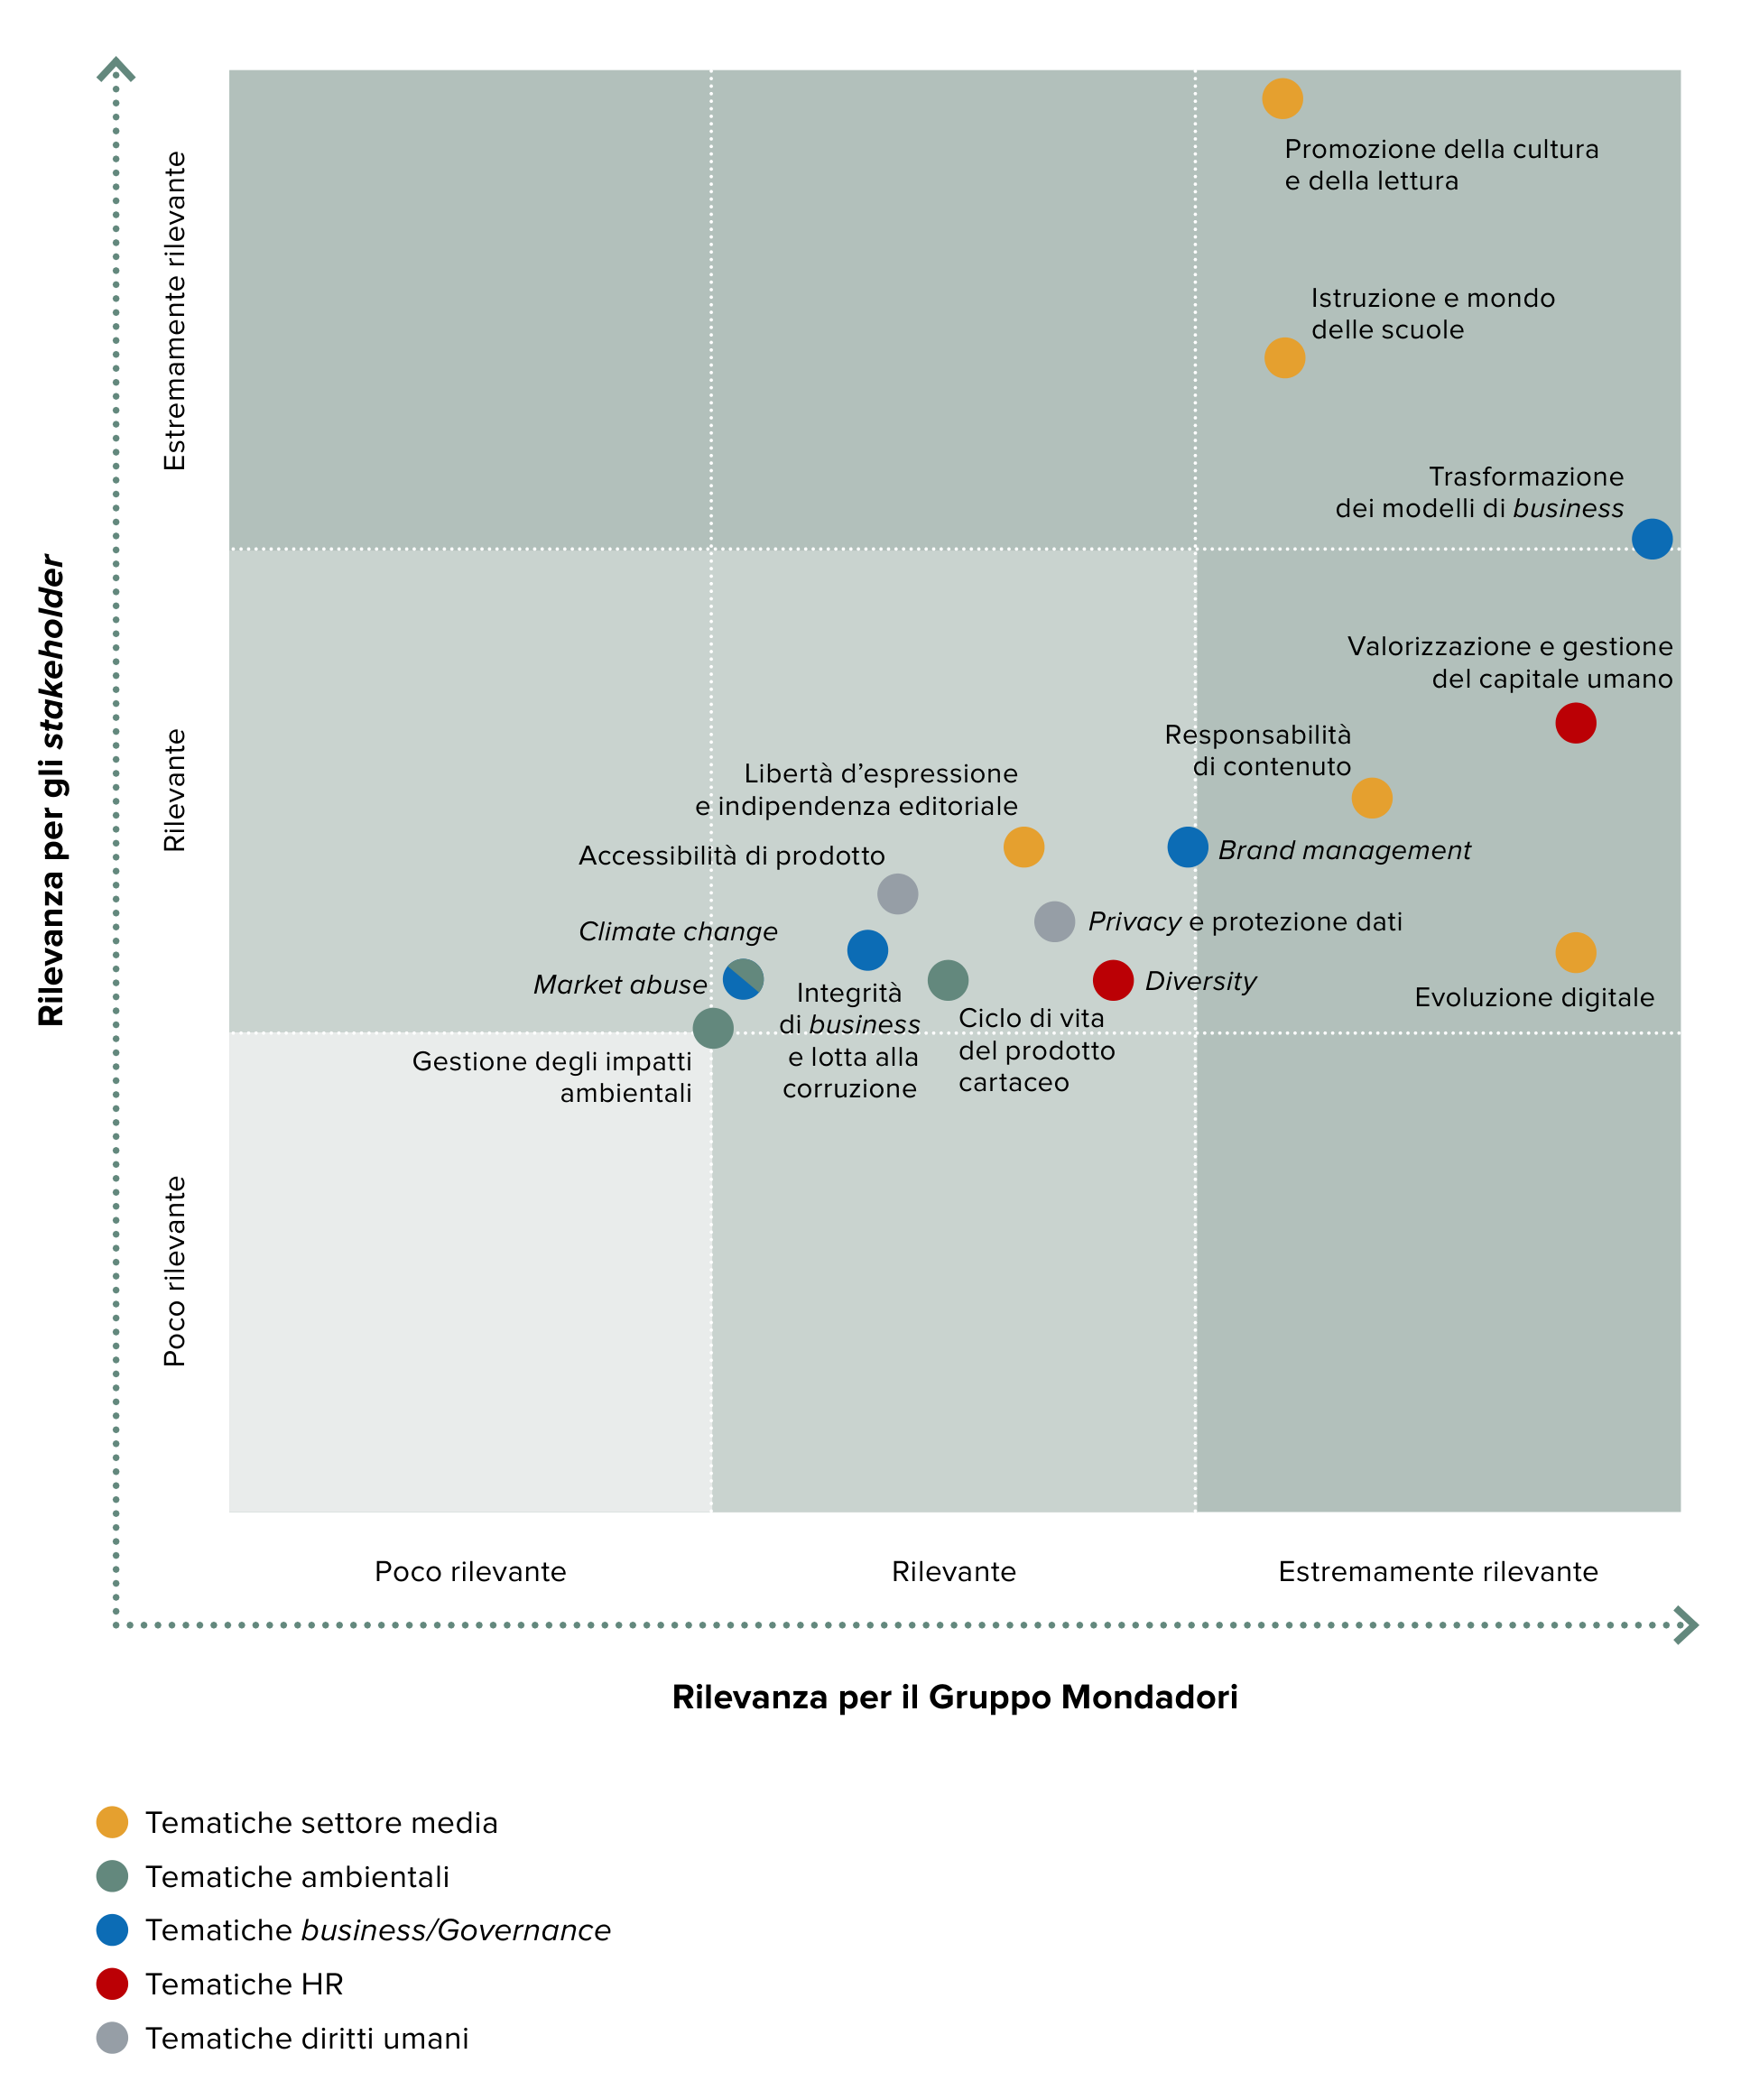 Rilevanza per gli stakeholder
Estremamente rilevante
Rilevante
Poco rilevante
Promozione della cultura
e della lettura
Istruzione e mondo
delle scuole
Trasformazione
dei modelli di business
Valorizzazione e gestione
del capitale umano
Responsabilità
di contenuto
Libertà d’espressione
e indipendenza editoriale
Brand management
Accessibilità di prodotto
Privacy e protezione dati
Climate change
Market abuse
Diversity
Evoluzione digitale
Integrità
di business
e lotta alla
corruzione
Ciclo di vita
del prodotto
cartaceo
Gestione degli impatti
ambientali
Poco rilevante
Rilevante
Estremamente rilevante
Rilevanza per il Gruppo Mondadori
Tematiche settore media
Tematiche ambientali
Tematiche business/Governance
Tematiche HR
Tematiche diritti umani